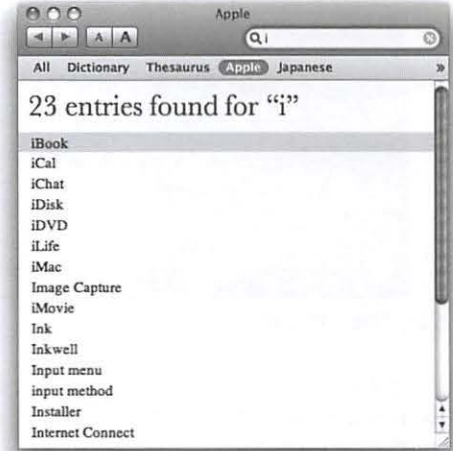 Apple
A A
i
All Dictionary Thesaurus Apple Japanese »
23 entries found for “i”
iBook
iCal
iChat
iDisk
iDVD
iLife
iMac
Image Capture
iMovie
Ink
Inkwell
Input menu
input method
Installer
Internet Connect